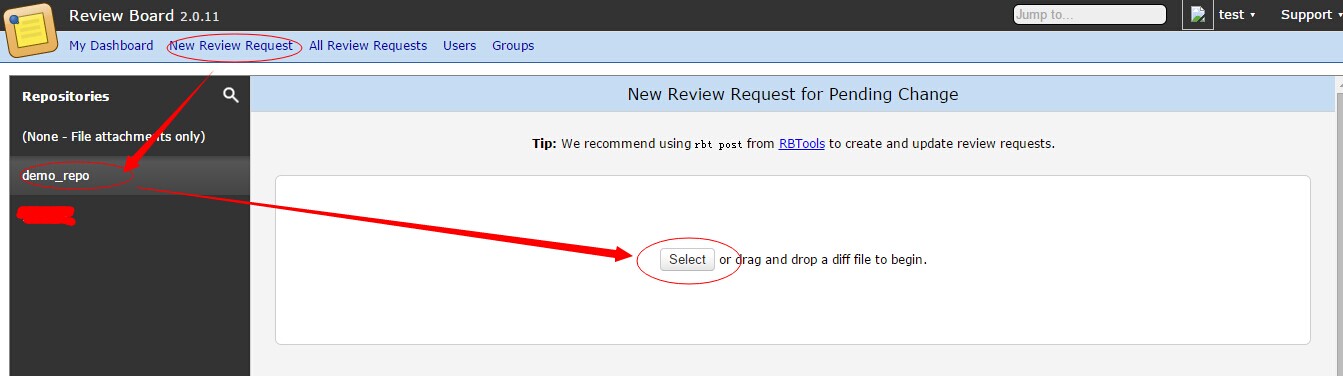 Review Board 2.0.11
Jump to...
test
Support
My Dashboard New Review Request All Review Requests Users Groups
Repositories
New Review Request for Pending Change
(None - File attachments only)
Tip: We recommend using rbt post from RBTools to create and update review requests.
demo_repo
Select or drag and drop a diff file to begin.